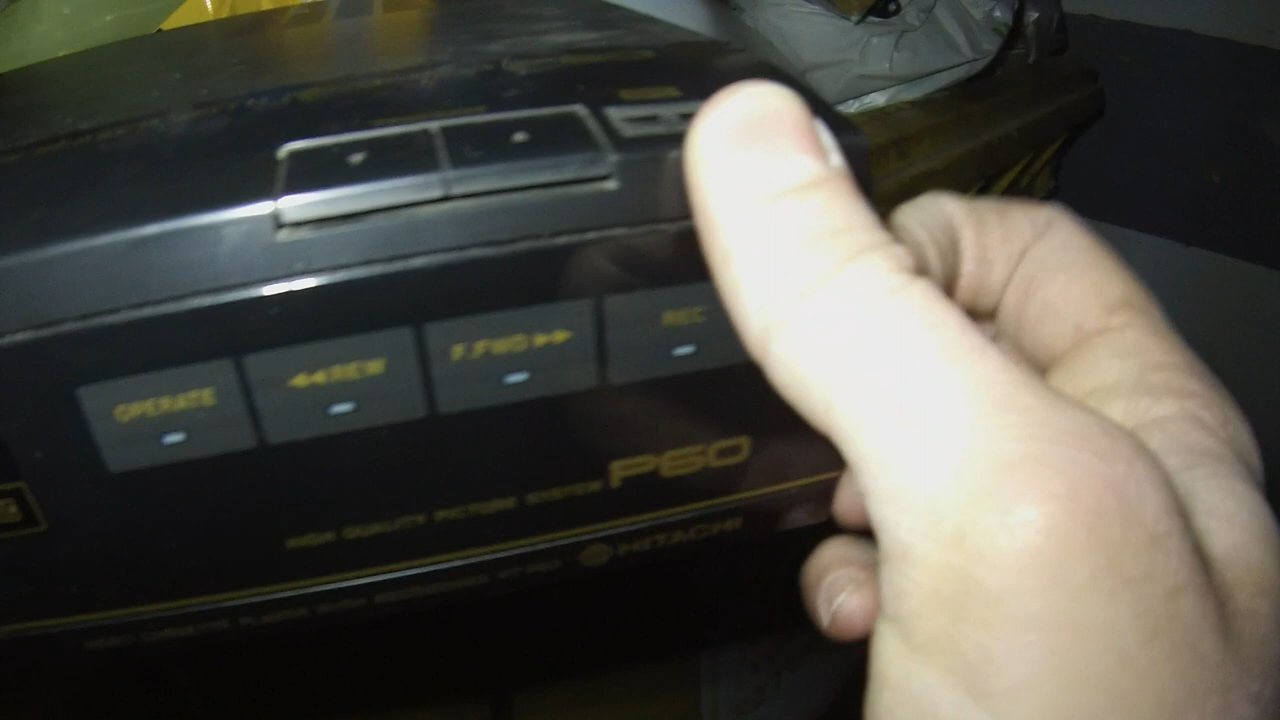 OPERATE
◀◀REW
F.FWD ▶▶
REC
HIGH QUALITY PICTURE SYSTEM P60
HITACHI